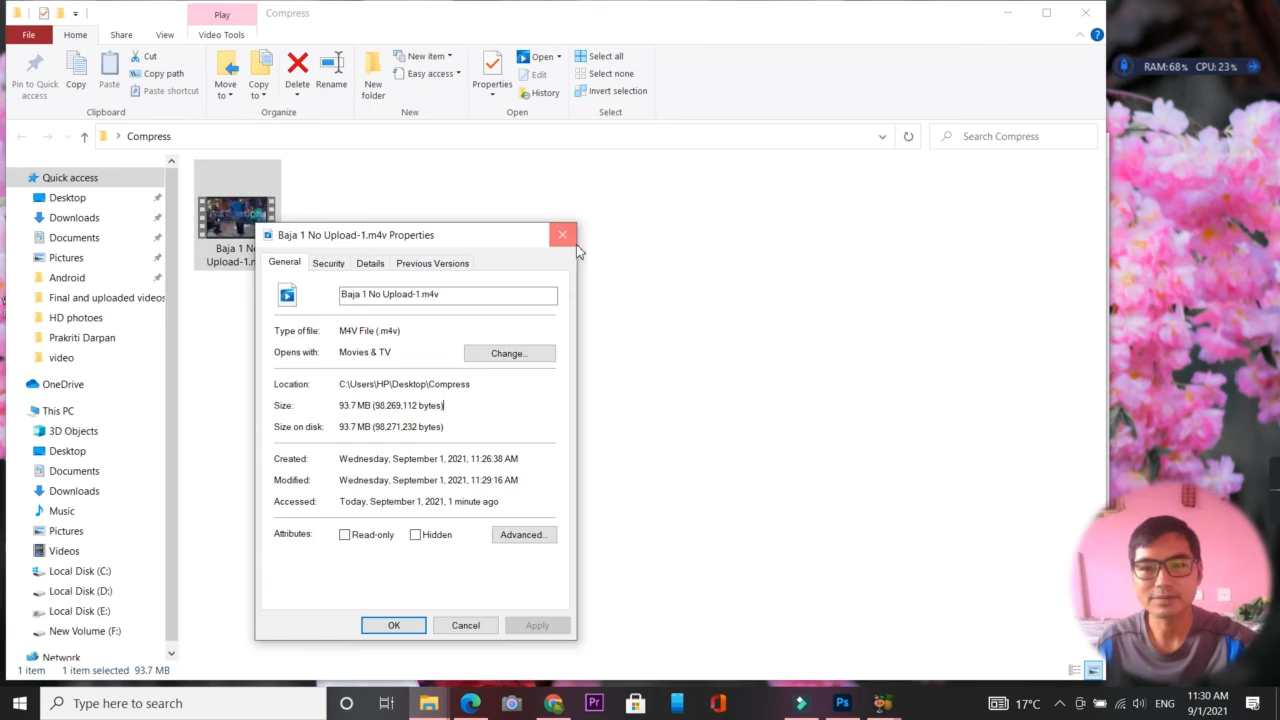 Play
Compress
File
Home
Share
View
Video Tools
Pin to Quick access
Copy
Paste
Cut
Copy path
Paste shortcut
Clipboard
Move to
Copy to
Delete
Rename
Organize
New folder
New item
Easy access
New
Properties
Open
Edit
History
Open
Select all
Select none
Invert selection
Select
RAM:68% CPU:23%
Compress
Search Compress
Quick access
Desktop
Downloads
Documents
Pictures
Android
Final and uploaded videos
HD photoes
Prakriti Darpan
video
OneDrive
This PC
3D Objects
Desktop
Documents
Downloads
Music
Pictures
Videos
Local Disk (C:)
Local Disk (D:)
Local Disk (E:)
New Volume (F:)
Network
Baja 1 No
Upload-1.m
Baja 1 No Upload-1.m4v Properties
General
Security
Details
Previous Versions
Baja 1 No Upload-1.m4v
Type of file: M4V File (.m4v)
Opens with: Movies & TV
Change...
Location: C:\Users\HP\Desktop\Compress
Size: 93.7 MB (98,269,112 bytes)
Size on disk: 93.7 MB (98,271,232 bytes)
Created: Wednesday, September 1, 2021, 11:26:38 AM
Modified: Wednesday, September 1, 2021, 11:29:16 AM
Accessed: Today, September 1, 2021, 1 minute ago
Attributes: Read-only Hidden Advanced...
OK Cancel Apply
1 item 1 item selected 93.7 MB
Type here to search
Pr
Ps
17°C
11:30 AM
9/1/2021